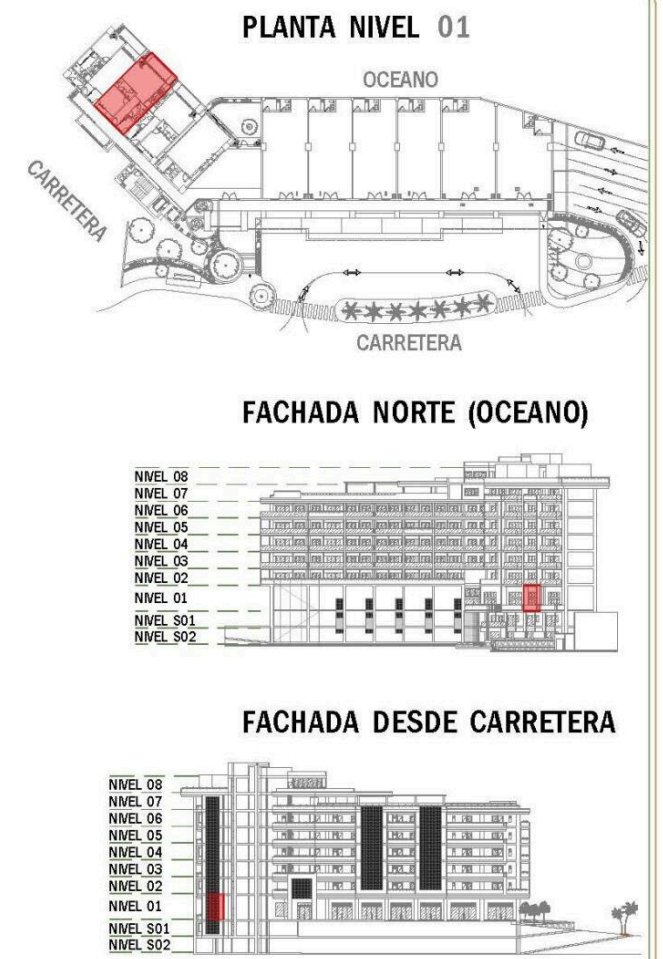 PLANTA NIVEL 01
OCEANO
CARRETERA
CARRETERA
FACHADA NORTE (OCEANO)
NIVEL 08
NIVEL 07
NIVEL 06
NIVEL 05
NIVEL 04
NIVEL 03
NIVEL 02
NIVEL 01
NIVEL S01
NIVEL S02
FACHADA DESDE CARRETERA
NIVEL 08
NIVEL 07
NIVEL 06
NIVEL 05
NIVEL 04
NIVEL 03
NIVEL 02
NIVEL 01
NIVEL S01
NIVEL S02